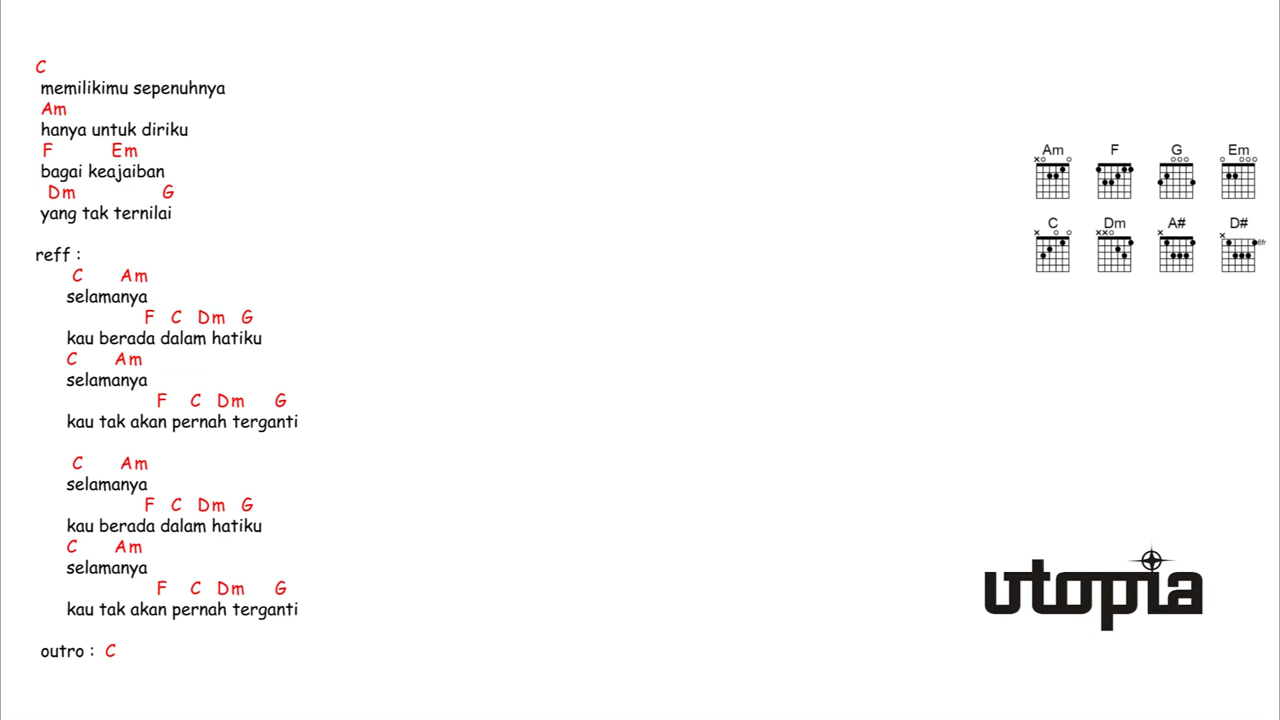 C
memilikimu sepenuhnya
Am
hanya untuk diriku
F Em
bagai keajaiban
Dm G
yang tak ternilai
reff :
C Am
selamanya
F C Dm G
kau berada dalam hatiku
C Am
selamanya
F C Dm G
kau tak akan pernah terganti
C Am
selamanya
F C Dm G
kau berada dalam hatiku
C Am
selamanya
F C Dm G
kau tak akan pernah terganti
outro : C
Am F G Em
C Dm A# D#
6fr
utopia